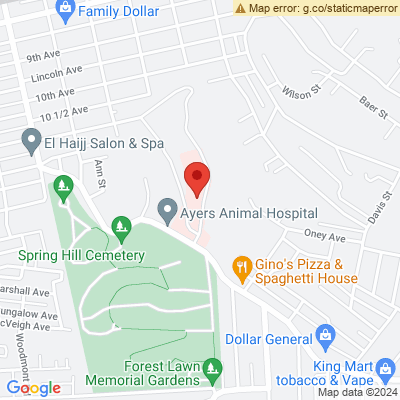 Map error: g.co/staticmaperror
Family Dollar
9th Ave
Lincoln Ave
10th Ave
10 1/2 Ave
Wilson St
Baer St
El Haijj Salon & Spa
Ann St
Davis St
Ayers Animal Hospital
Oney Ave
Spring Hill Cemetery
Gino's Pizza &
Spaghetti House
arshall Ave
ungalow Ave
cVeigh Ave
Woodmont
Dollar General
Forest Lawn
Memorial Gardens
King Mart
tobacco & Vape
Google
Map data ©2024